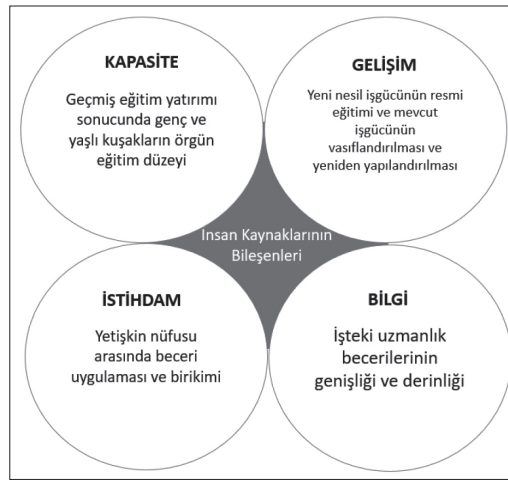 KAPASİTE
Geçmiş eğitim yatırımı
sonucunda genç ve
yaşlı kuşakların örgün
eğitim düzeyi
GELİŞİM
Yeni nesil işgücünün resmi
eğitimi ve mevcut
işgücünün
vasıflandırılması ve
yeniden yapılandırılması
İnsan Kaynaklarının
Bileşenleri
İSTİHDAM
Yetişkin nüfusu
arasında beceri
uygulaması ve birikimi
BİLGİ
İşteki uzmanlık
becerilerinin
genişliği ve derinliği